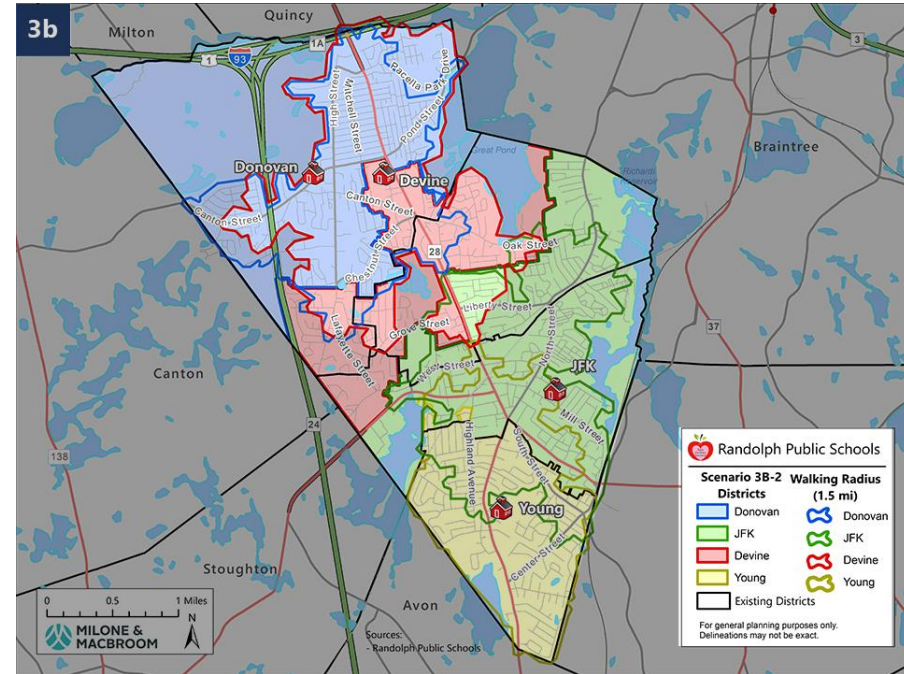 3b
Quincy
Milton
1A
1
93
3
Pacella Park Drive
High Street
Mitchell Street
Pond Street
Braintree
Great Pond
Richardi
Reservoir
Donovan
Devine
Canton Street
Canton Street
28
Oak Street
Chestnut Street
Liberty Street
Lafayette Street
Grove Street
North Street
37
West Street
JFK
Canton
Mill Street
24
Highland Avenue
South Street
138
Young
Center Street
Stoughton
Avon
Randolph Public Schools
Scenario 3B-2
Districts
Donovan
JFK
Devine
Young
Existing Districts
Walking Radius
(1.5 mi)
Donovan
JFK
Devine
Young
For general planning purposes only.
Delineations may not be exact.
0 0.5 1 Miles
N
MILONE &
MACBROOM
Sources:
- Randolph Public Schools